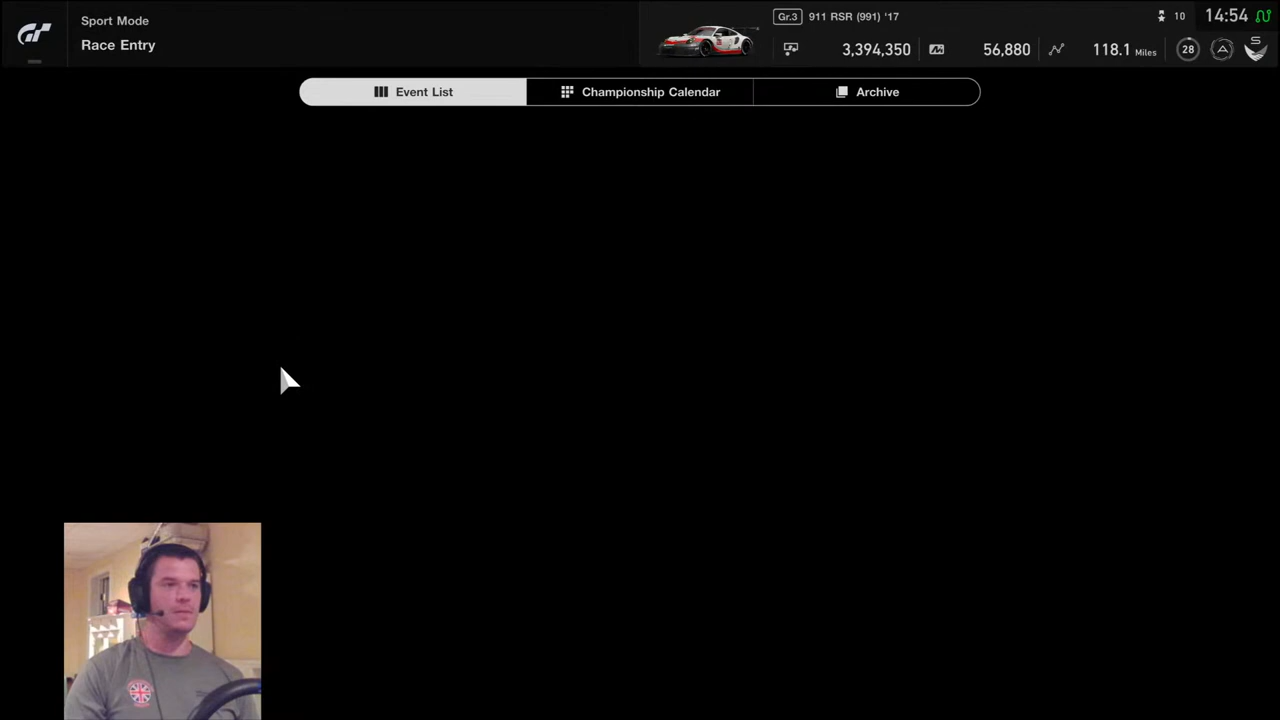 Sport Mode
Race Entry
Gr.3 911 RSR (991) '17
10
14:54
3,394,350
56,880
118.1 Miles
28
A
S
Event List
Championship Calendar
Archive